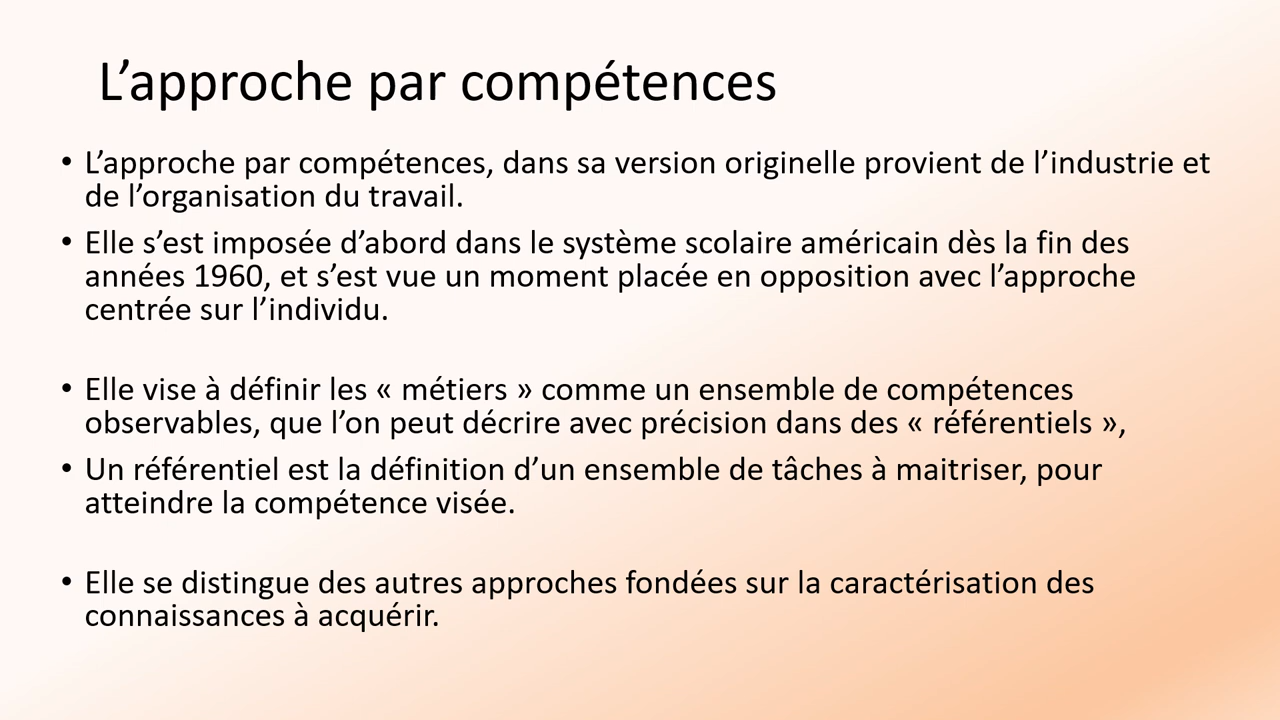 L’approche par compétences
• L’approche par compétences, dans sa version originelle provient de l’industrie et
de l’organisation du travail.
• Elle s’est imposée d’abord dans le système scolaire américain dès la fin des
années 1960, et s’est vue un moment placée en opposition avec l’approche
centrée sur l’individu.
• Elle vise à définir les « métiers » comme un ensemble de compétences
observables, que l’on peut décrire avec précision dans des « référentiels »,
• Un référentiel est la définition d’un ensemble de tâches à maitriser, pour
atteindre la compétence visée.
• Elle se distingue des autres approches fondées sur la caractérisation des
connaissances à acquérir.